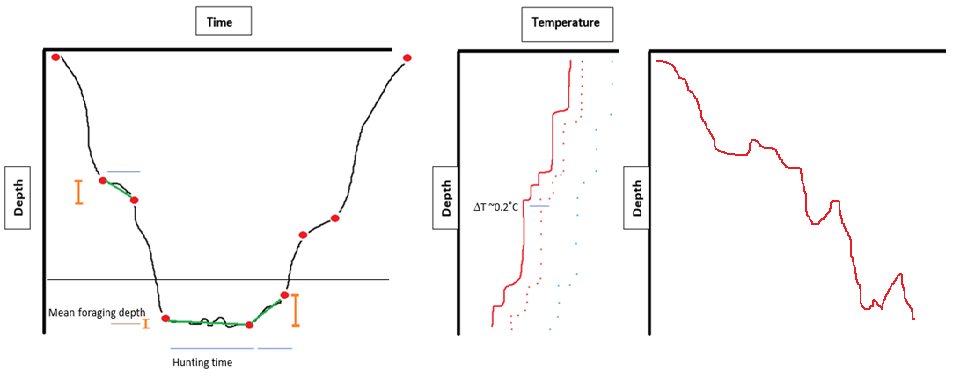 Time
Temperature
Depth
Depth
Depth
ΔT ~0.2˚C
Mean foraging depth
Hunting time